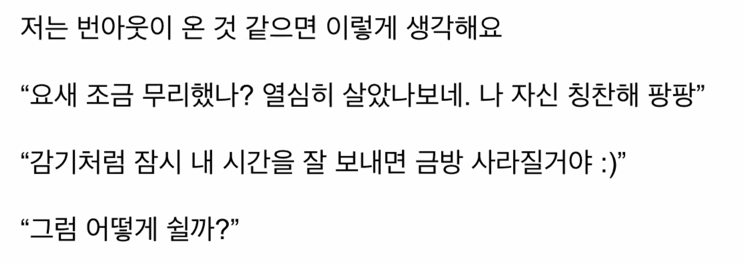 저는 번아웃이 온 것 같으면 이렇게 생각해요
“요새 조금 무리했나? 열심히 살았나보네. 나 자신 칭찬해 팡팡”
“감기처럼 잠시 내 시간을 잘 보내면 금방 사라질거야 :)”
“그럼 어떻게 쉴까?”